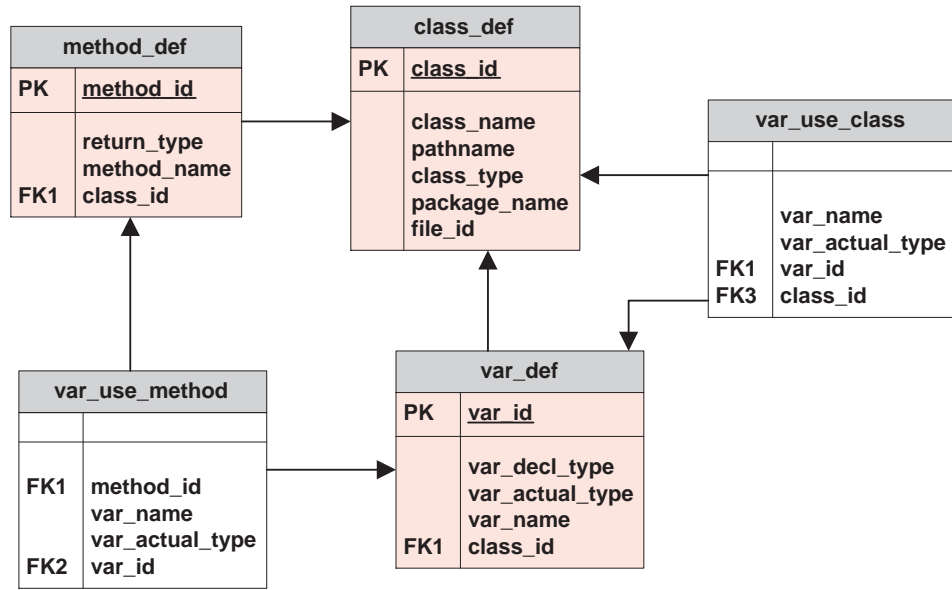 method_def
PK method_id
return_type
method_name
FK1 class_id
class_def
PK class_id
class_name
pathname
class_type
package_name
file_id
var_use_class
var_name
var_actual_type
FK1 var_id
FK3 class_id
var_use_method
FK1 method_id
var_name
var_actual_type
FK2 var_id
var_def
PK var_id
var_decl_type
var_actual_type
var_name
FK1 class_id